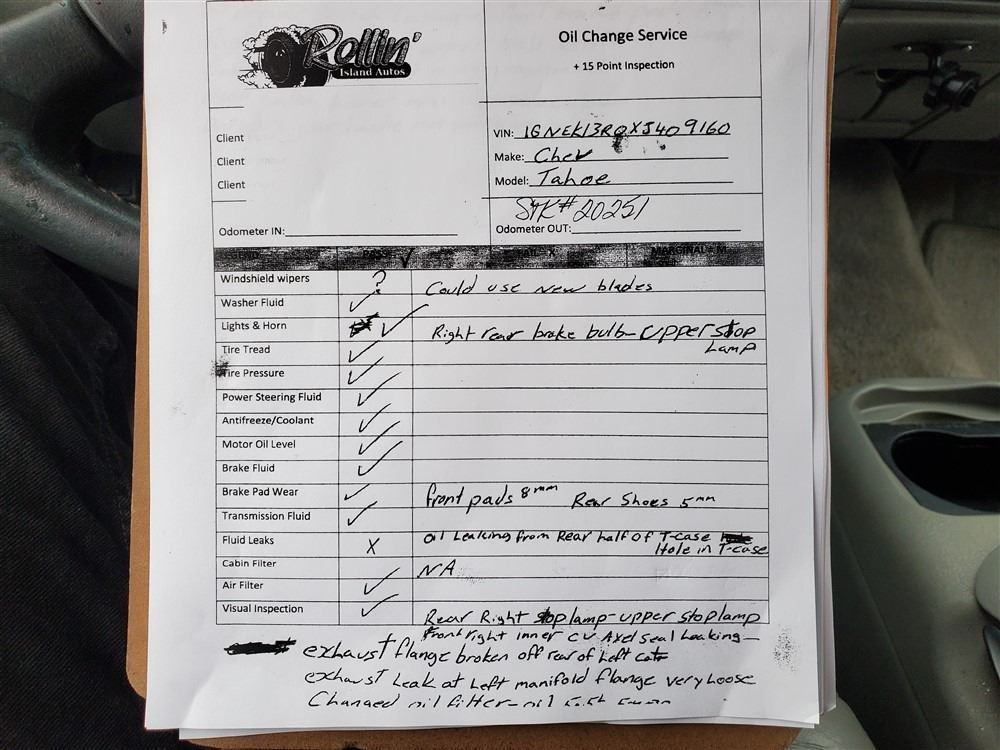 Rollin'
Island Autos
Oil Change Service
+ 15 Point Inspection
Client
Client
Client
VIN: 1GNEK13R0XJ409160
Make: Chev
Model: Tahoe
STK# 20251
Odometer IN:
Odometer OUT:
Windshield wipers ? Could use new blades
Washer Fluid ✓
Lights & Horn ✓ Right rear brake bulb - upper stop
Lamp
Tire Tread ✓
Tire Pressure ✓
Power Steering Fluid ✓
Antifreeze/Coolant ✓
Motor Oil Level ✓
Brake Fluid ✓
Brake Pad Wear ✓ front pads 8mm Rear Shoes 5mm
Transmission Fluid ✓
Fluid Leaks X Oil Leaking from Rear half of T-case
Hole in T-case
Cabin Filter NA
Air Filter ✓
Visual Inspection ✓ Rear Right stoplamp - upper stoplamp
front right inner CV Axel seal Leaking
exhaust flange broken off rear of Left cat
exhaust Leak at Left manifold flange very Loose
Changed oil filter - oil